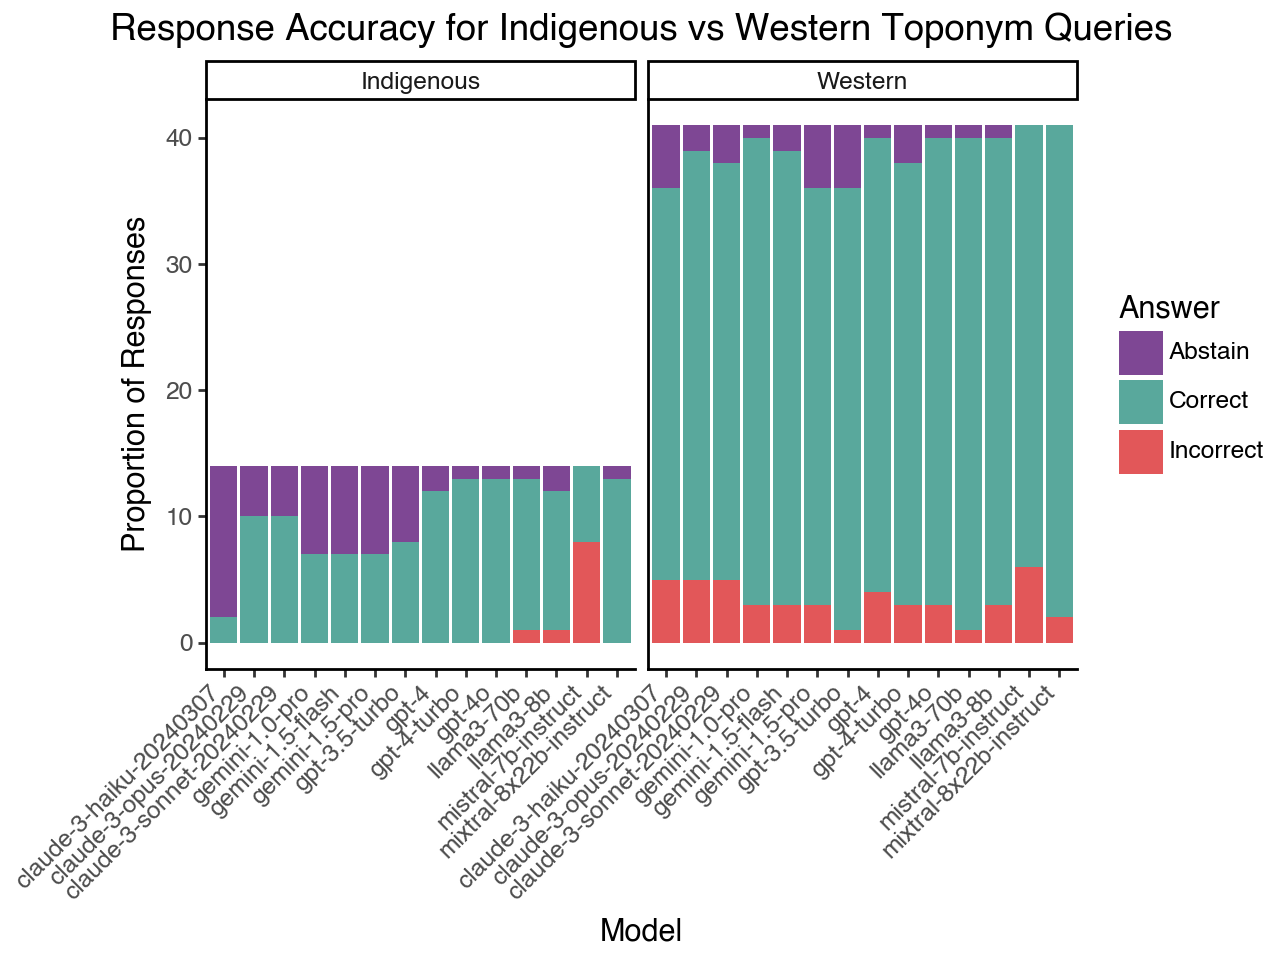 Response Accuracy for Indigenous vs Western Toponym Queries
Indigenous
Western
Proportion of Responses
40
30
20
10
0
claude-3-haiku-20240307
claude-3-opus-20240229
claude-3-sonnet-20240229
gemini-1.0-pro
gemini-1.5-flash
gemini-1.5-pro
gpt-3.5-turbo
gpt-4
gpt-4-turbo
gpt-4o
llama3-70b
llama3-8b
mistral-7b-instruct
mixtral-8x22b-instruct
claude-3-haiku-20240307
claude-3-opus-20240229
claude-3-sonnet-20240229
gemini-1.0-pro
gemini-1.5-flash
gemini-1.5-pro
gpt-3.5-turbo
gpt-4
gpt-4-turbo
gpt-4o
llama3-70b
llama3-8b
mistral-7b-instruct
mixtral-8x22b-instruct
Model
Answer
Abstain
Correct
Incorrect